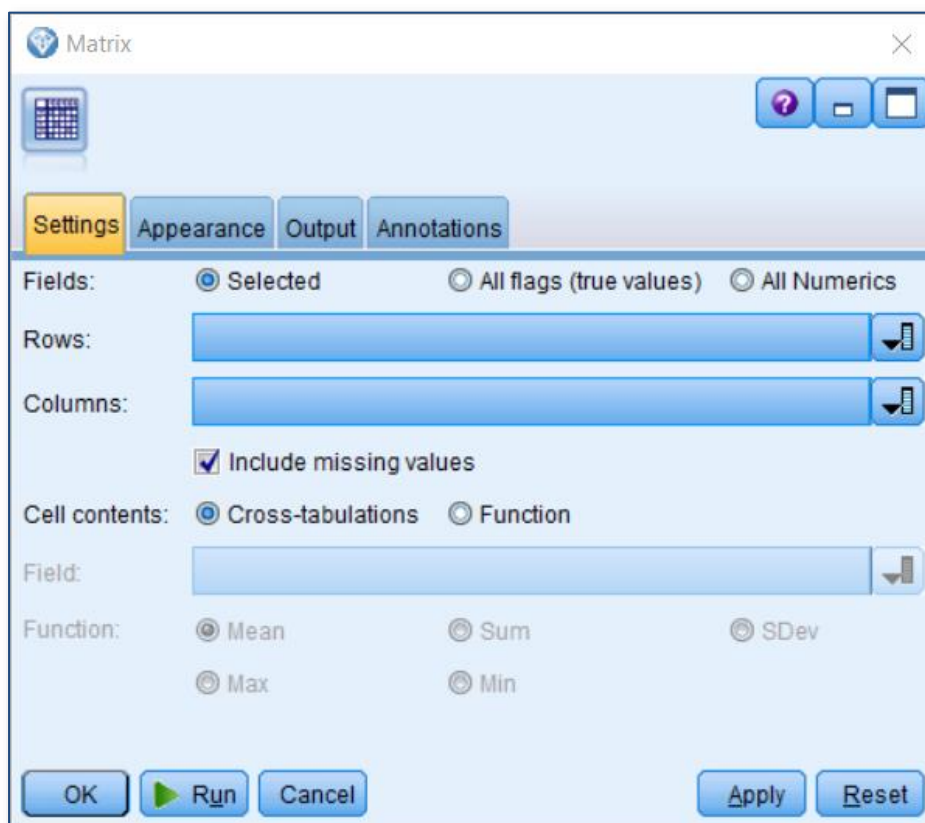 Matrix
?
Settings Appearance Output Annotations
Fields: Selected All flags (true values) All Numerics
Rows:
Columns:
Include missing values
Cell contents: Cross-tabulations Function
Field:
Function: Mean Sum SDev
Max Min
OK Run Cancel Apply Reset